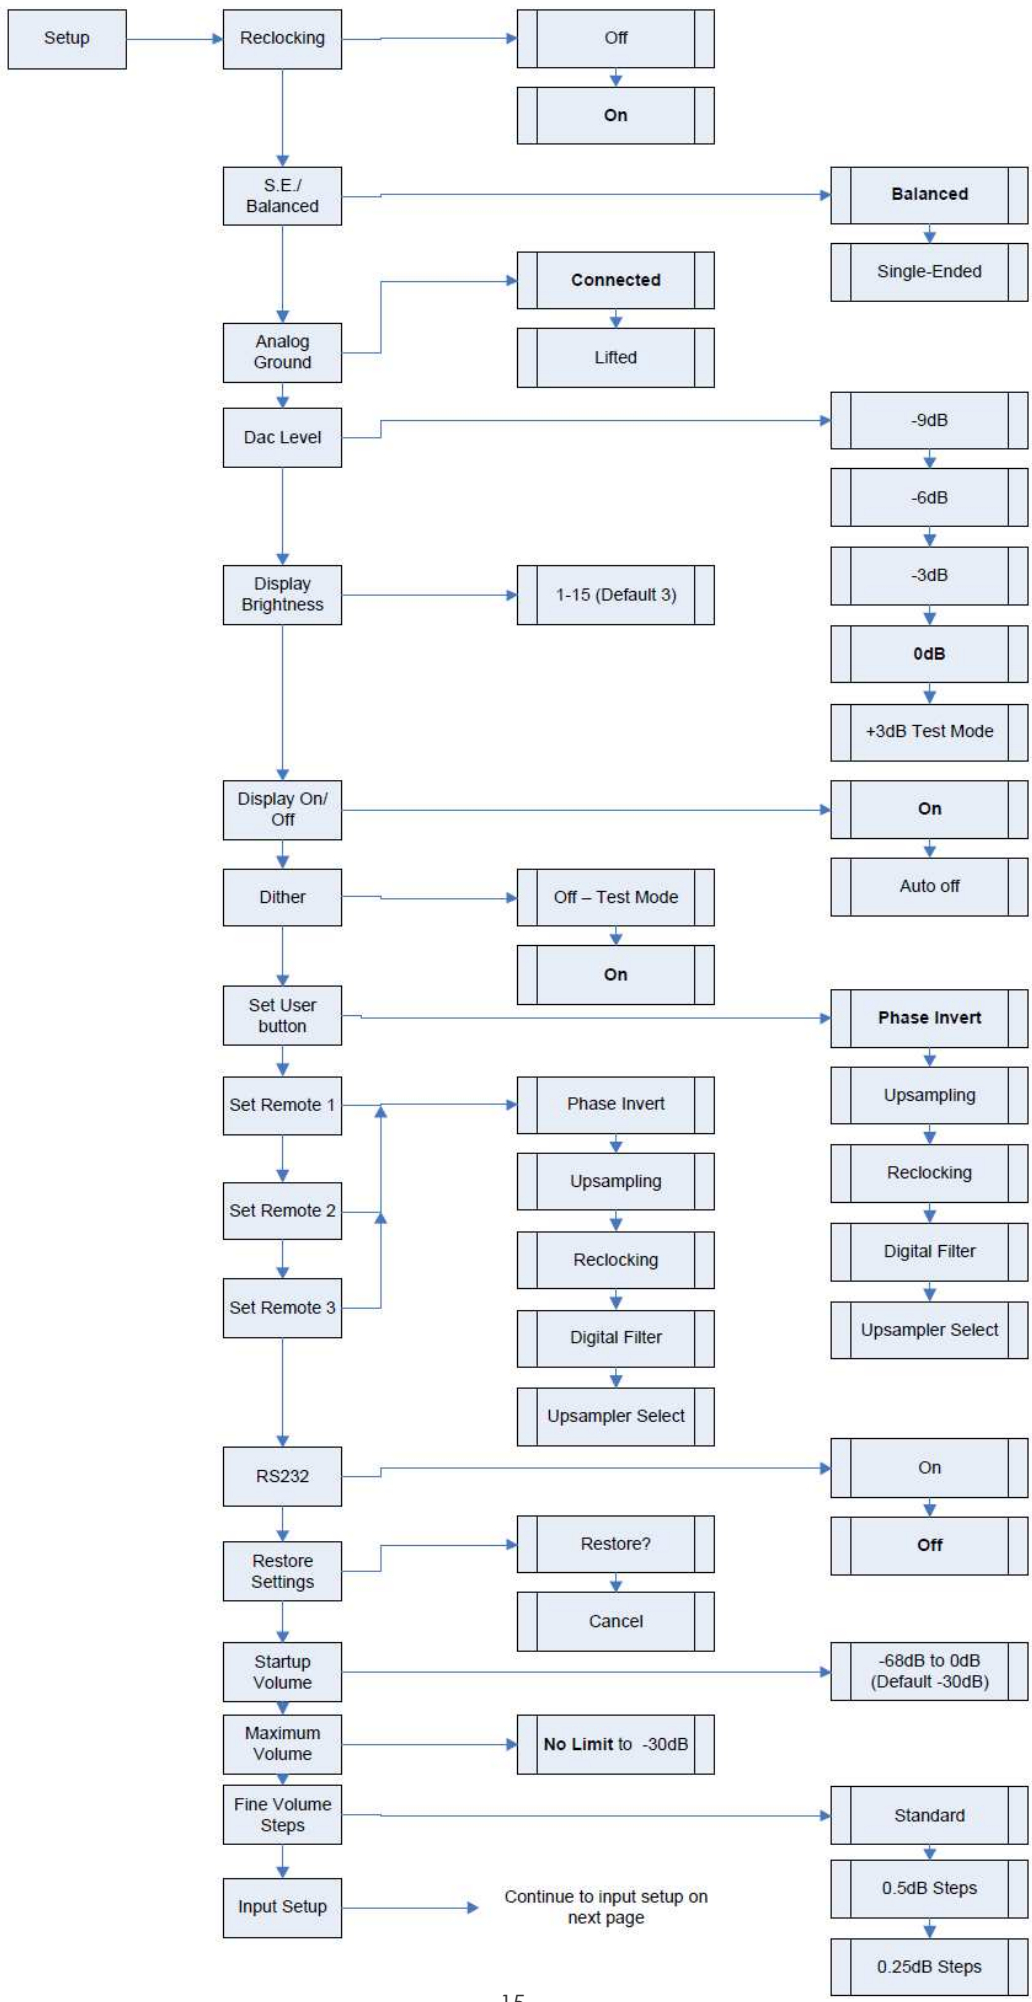 Setup
Reclocking
Off
On
S.E./
Balanced
Balanced
Single-Ended
Connected
Lifted
Analog
Ground
Dac Level
-9dB
-6dB
-3dB
0dB
+3dB Test Mode
Display
Brightness
1-15 (Default 3)
Display On/
Off
On
Auto off
Dither
Off – Test Mode
On
Set User
button
Phase Invert
Upsampling
Reclocking
Digital Filter
Upsampler Select
Set Remote 1
Set Remote 2
Set Remote 3
Phase Invert
Upsampling
Reclocking
Digital Filter
Upsampler Select
RS232
On
Off
Restore
Settings
Restore?
Cancel
Startup
Volume
-68dB to 0dB
(Default -30dB)
Maximum
Volume
No Limit to -30dB
Fine Volume
Steps
Standard
0.5dB Steps
0.25dB Steps
Input Setup
Continue to input setup on
next page
15